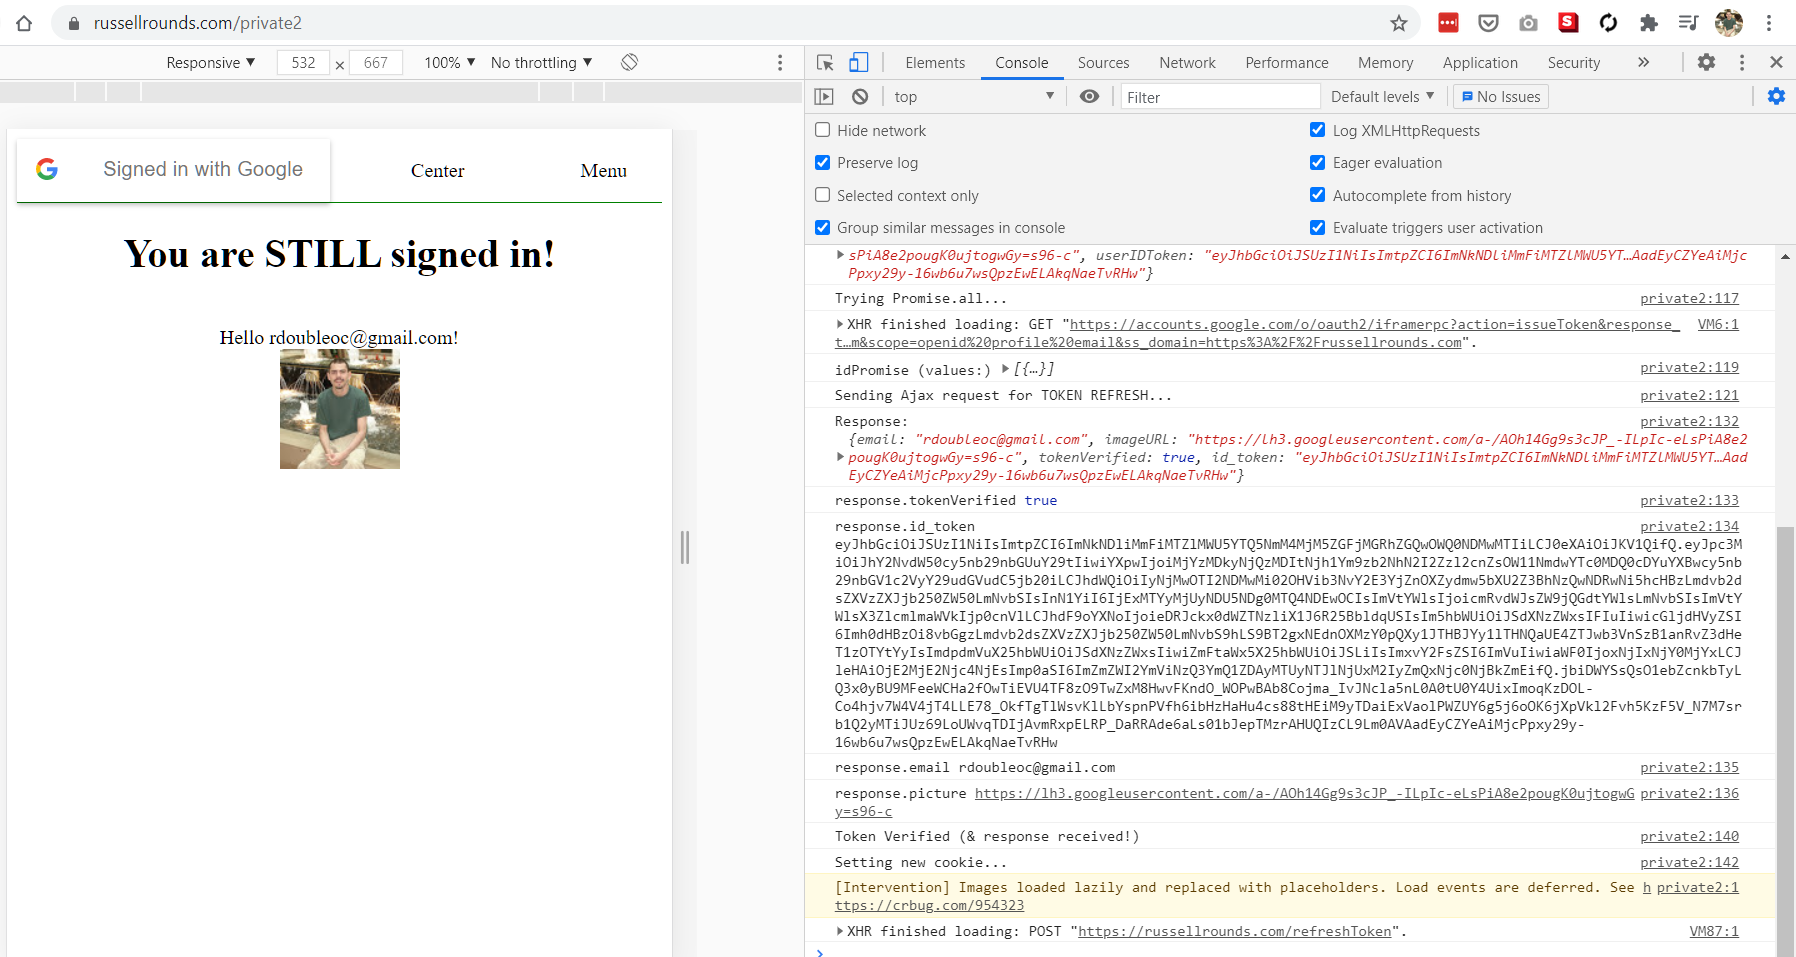 russellrounds.com/private2
Responsive ▼ 532 × 667 100% ▼ No throttling ▼
Elements Console Sources Network Performance Memory Application Security »
top ▼ Filter Default levels ▼ No Issues
Hide network Log XMLHttpRequests
Preserve log Eager evaluation
Selected context only Autocomplete from history
Group similar messages in console Evaluate triggers user activation
Signed in with Google Center Menu
You are STILL signed in!
Hello rdoubleoc@gmail.com!
sPiA8e2pougK0ujtogwGy=s96-c", userIDToken: "eyJhbGciOiJSUzI1NiIsImtpZCI6ImNkNDliMmFiMTZlMWU5YT…AadEyCZYeAiMjc
Ppxy29y-16wb6u7wsQpzEwELAkqNaeTvRHw"}
Trying Promise.all... private2:117
XHR finished loading: GET "https://accounts.google.com/o/oauth2/iframerpc?action=issueToken&response_ VM6:1
t…m&scope=openid%20profile%20email&ss_domain=https%3A%2F%2Frussellrounds.com".
idPromise (values:) [{…}] private2:119
Sending Ajax request for TOKEN REFRESH... private2:121
Response: private2:132
{email: "rdoubleoc@gmail.com", imageURL: "https://lh3.googleusercontent.com/a-/AOh14Gg9s3cJP_-ILpIc-eLsPiA8e2
pougK0ujtogwGy=s96-c", tokenVerified: true, id_token: "eyJhbGciOiJSUzI1NiIsImtpZCI6ImNkNDliMmFiMTZlMWU5YT…Aad
EyCZYeAiMjcPpxy29y-16wb6u7wsQpzEwELAkqNaeTvRHw"}
response.tokenVerified true private2:133
response.id_token private2:134
16wb6u7wsQpzEwELAkqNaeTvRHw
response.email rdoubleoc@gmail.com private2:135
response.picture https://lh3.googleusercontent.com/a-/AOh14Gg9s3cJP_-ILpIc-eLsPiA8e2pougK0ujtogwG private2:136
y=s96-c
Token Verified (& response received!) private2:140
Setting new cookie... private2:142
[Intervention] Images loaded lazily and replaced with placeholders. Load events are deferred. See h private2:1
ttps://crbug.com/954323
XHR finished loading: POST "https://russellrounds.com/refreshToken". VM87:1